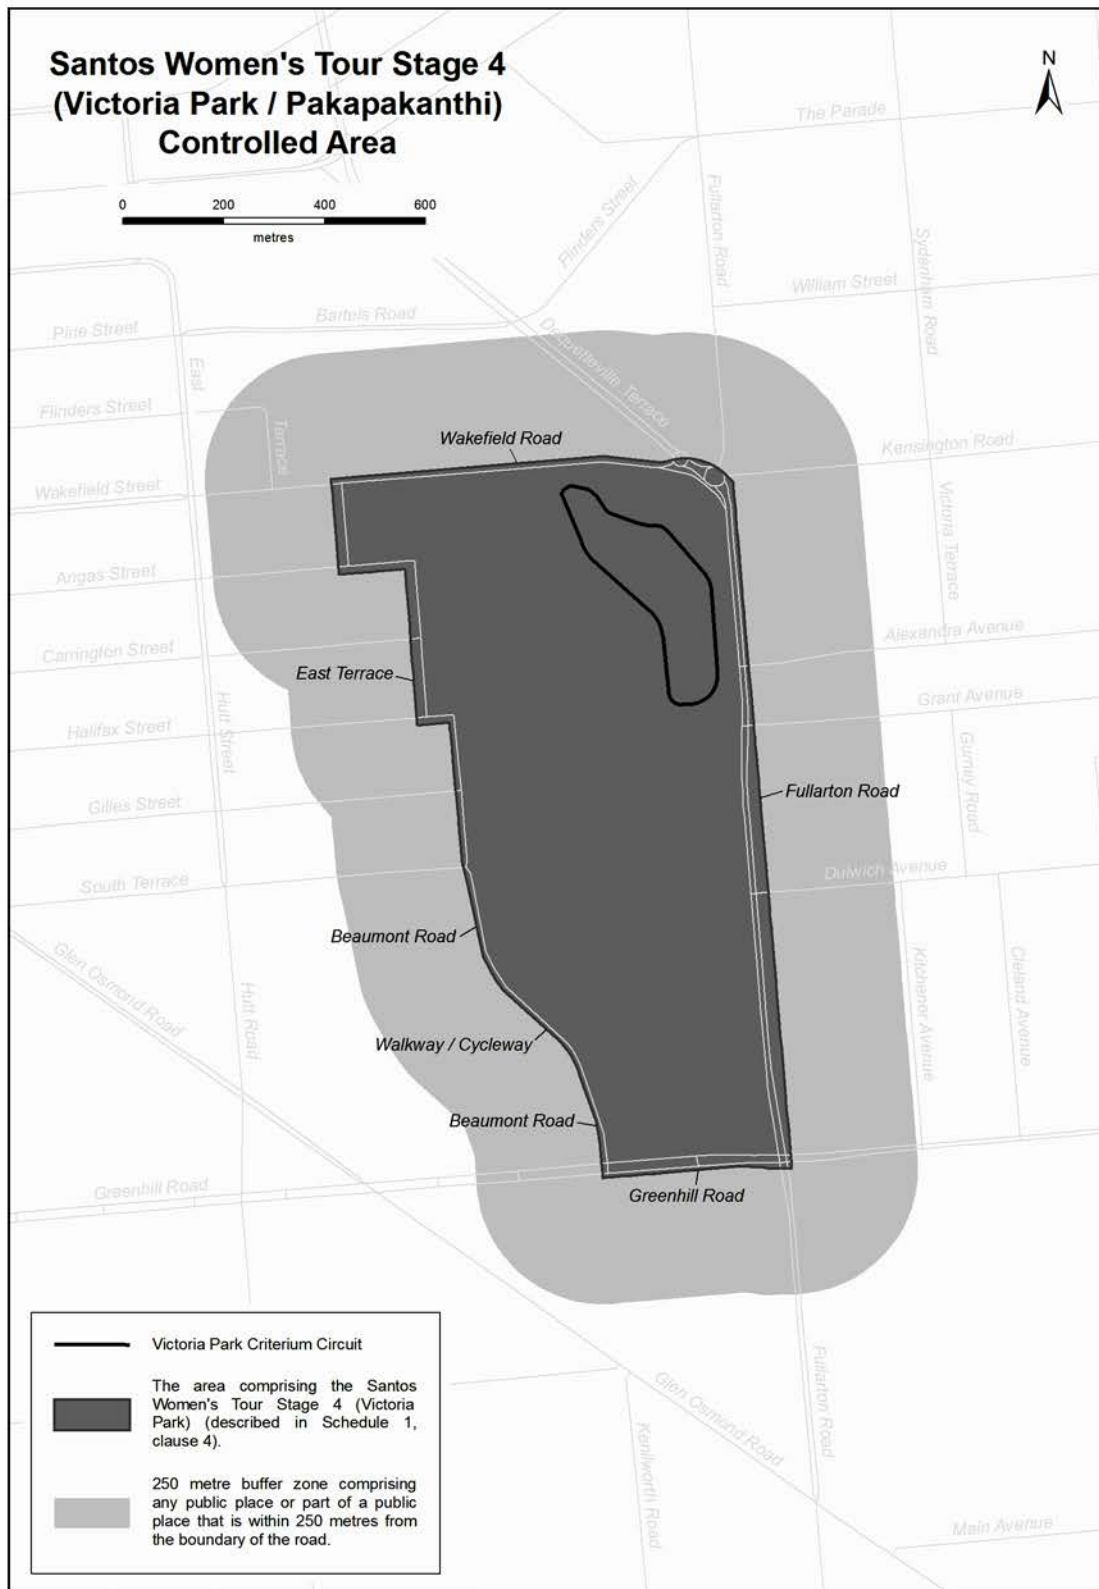 Santos Women's Tour Stage 4
(Victoria Park / Pakapakanthi)
Controlled Area
N
0 200 400 600
metres
The Parade
Flinders Street
Fullarton Road
Sydenham Road
William Street
Bartels Road
Pirie Street
Dequetteville Terrace
East
Terrace
Flinders Street
Wakefield Road
Kensington Road
Wakefield Street
Victoria Terrace
Angas Street
Alexandra Avenue
Carrington Street
East Terrace
Grant Avenue
Halifax Street
Hutt Street
Gurney Road
Fullarton Road
Gilles Street
Dulwich Avenue
South Terrace
Beaumont Road
Glen Osmond Road
Kitchener Avenue
Cleland Avenue
Hutt Road
Walkway / Cycleway
Beaumont Road
Greenhill Road
Greenhill Road
Fullarton Road
Glen Osmond Road
Kenilworth Road
Main Avenue
Victoria Park Criterium Circuit
The area comprising the Santos
Women's Tour Stage 4 (Victoria
Park) (described in Schedule 1,
clause 4).
250 metre buffer zone comprising
any public place or part of a public
place that is within 250 metres from
the boundary of the road.